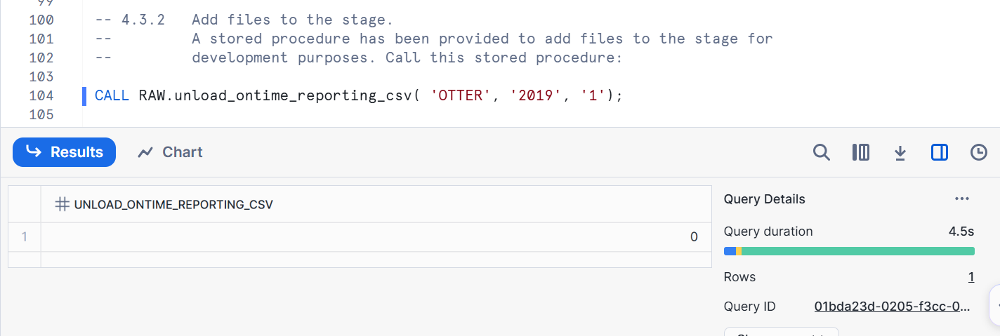 99
100 -- 4.3.2   Add files to the stage.
101 --         A stored procedure has been provided to add files to the stage for
102 --         development purposes. Call this stored procedure:
103
104 CALL RAW.unload_ontime_reporting_csv( 'OTTER', '2019', '1');
105
Results Chart
UNLOAD_ONTIME_REPORTING_CSV
1 0
Query Details ...
Query duration 4.5s
Rows 1
Query ID 01bda23d-0205-f3cc-0...